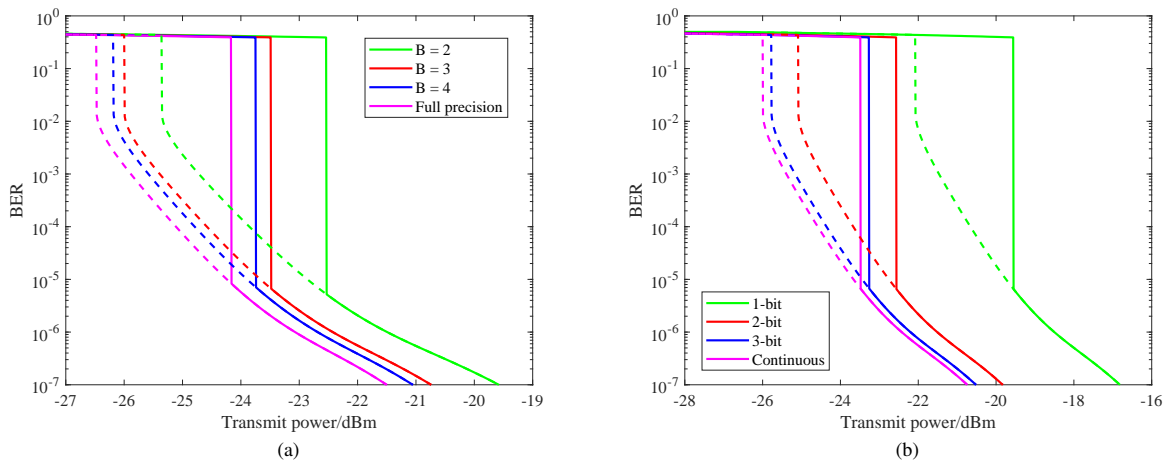 10^0
10^-1
10^-2
10^-3
10^-4
10^-5
10^-6
10^-7
BER
-27 -26 -25 -24 -23 -22 -21 -20 -19
Transmit power/dBm
B = 2
B = 3
B = 4
Full precision
(a)
10^0
10^-1
10^-2
10^-3
10^-4
10^-5
10^-6
10^-7
BER
-28 -26 -24 -22 -20 -18 -16
Transmit power/dBm
1-bit
2-bit
3-bit
Continuous
(b)